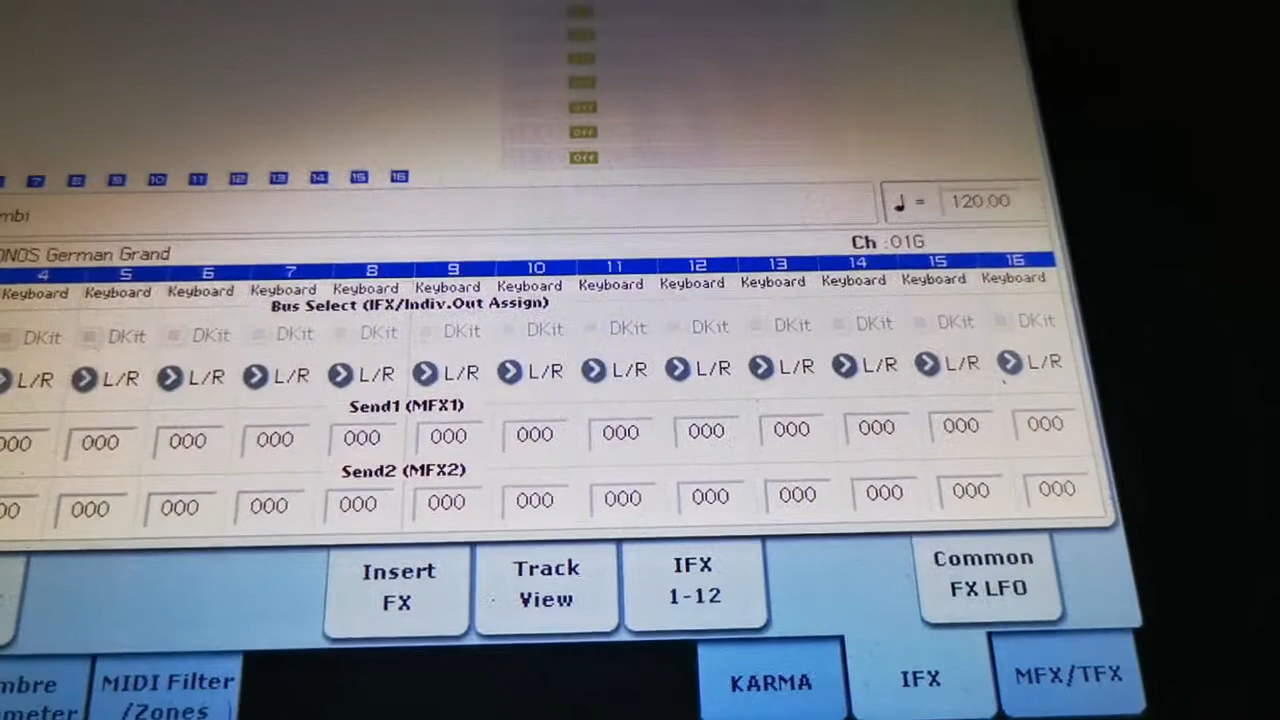 OFF
OFF
OFF
7 8 9 10 11 12 13 14 15 16
mbi
♩ = 120.00
ONOS German Grand
Ch :01G
4 5 6 7 8 9 10 11 12 13 14 15 16
Keyboard Keyboard Keyboard Keyboard Keyboard Keyboard Keyboard Keyboard Keyboard Keyboard Keyboard Keyboard Keyboard
Bus Select (IFX/Indiv.Out Assign)
DKit DKit DKit DKit DKit DKit DKit DKit DKit DKit DKit DKit DKit
L/R L/R L/R L/R L/R L/R L/R L/R L/R L/R L/R L/R L/R
Send1 (MFX1)
000 000 000 000 000 000 000 000 000 000 000 000 000
Send2 (MFX2)
00 000 000 000 000 000 000 000 000 000 000 000 000
Insert FX
Track View
IFX 1-12
Common FX LFO
mbre
meter
MIDI Filter
/Zones
KARMA
IFX
MFX/TFX